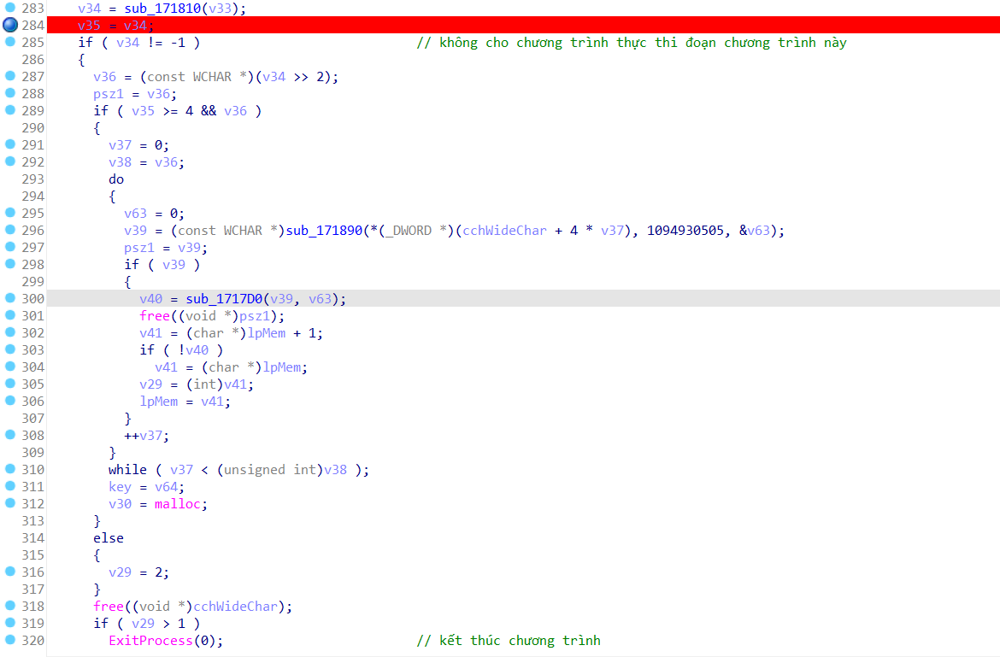 283 v34 = sub_171810(v33);
284 v35 = v34;
285 if ( v34 != -1 ) // không cho chương trình thực thi đoạn chương trình này
286 {
287 v36 = (const WCHAR *)(v34 >> 2);
288 psz1 = v36;
289 if ( v35 >= 4 && v36 )
290 {
291 v37 = 0;
292 v38 = v36;
293 do
294 {
295 v63 = 0;
296 v39 = (const WCHAR *)sub_171890(*(_DWORD *)(cchWideChar + 4 * v37), 1094930505, &v63);
297 psz1 = v39;
298 if ( v39 )
299 {
300 v40 = sub_1717D0(v39, v63);
301 free((void *)psz1);
302 v41 = (char *)lpMem + 1;
303 if ( !v40 )
304 v41 = (char *)lpMem;
305 v29 = (int)v41;
306 lpMem = v41;
307 }
308 ++v37;
309 }
310 while ( v37 < (unsigned int)v38 );
311 key = v64;
312 v30 = malloc;
313 }
314 else
315 {
316 v29 = 2;
317 }
318 free((void *)cchWideChar);
319 if ( v29 > 1 )
320 ExitProcess(0); // kết thúc chương trình